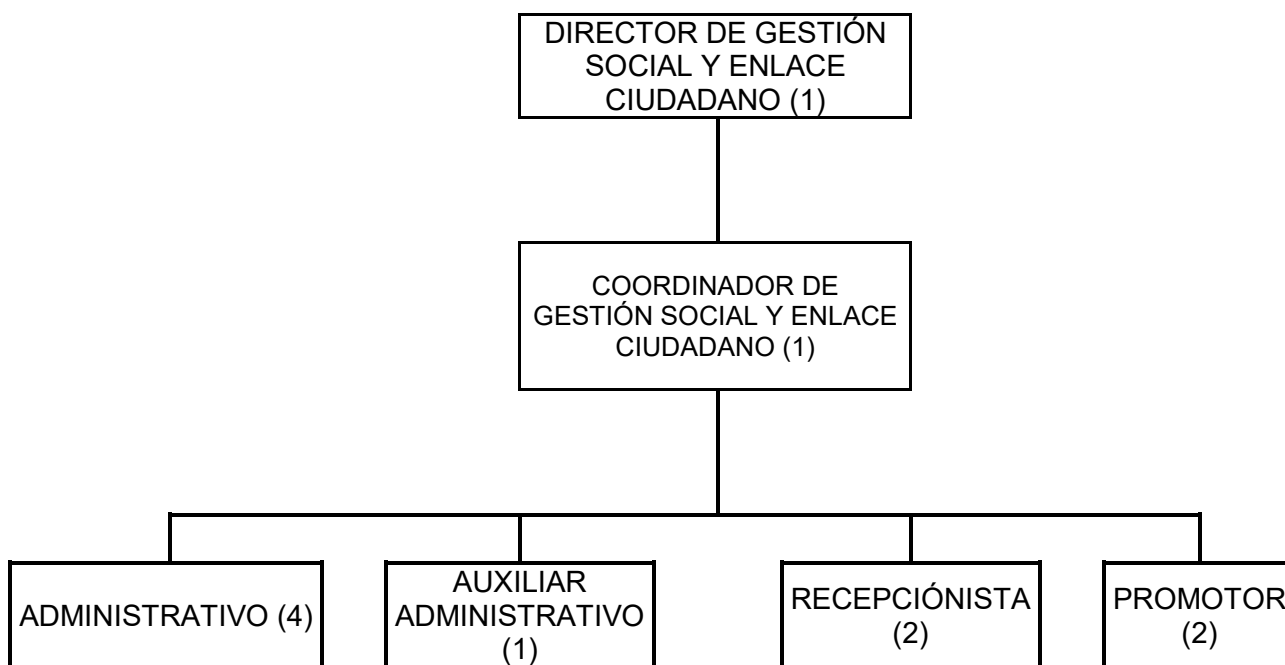 DIRECTOR DE GESTIÓN
SOCIAL Y ENLACE
CIUDADANO (1)
COORDINADOR DE
GESTIÓN SOCIAL Y ENLACE
CIUDADANO (1)
ADMINISTRATIVO (4)
AUXILIAR
ADMINISTRATIVO
(1)
RECEPCIÓNISTA
(2)
PROMOTOR
(2)